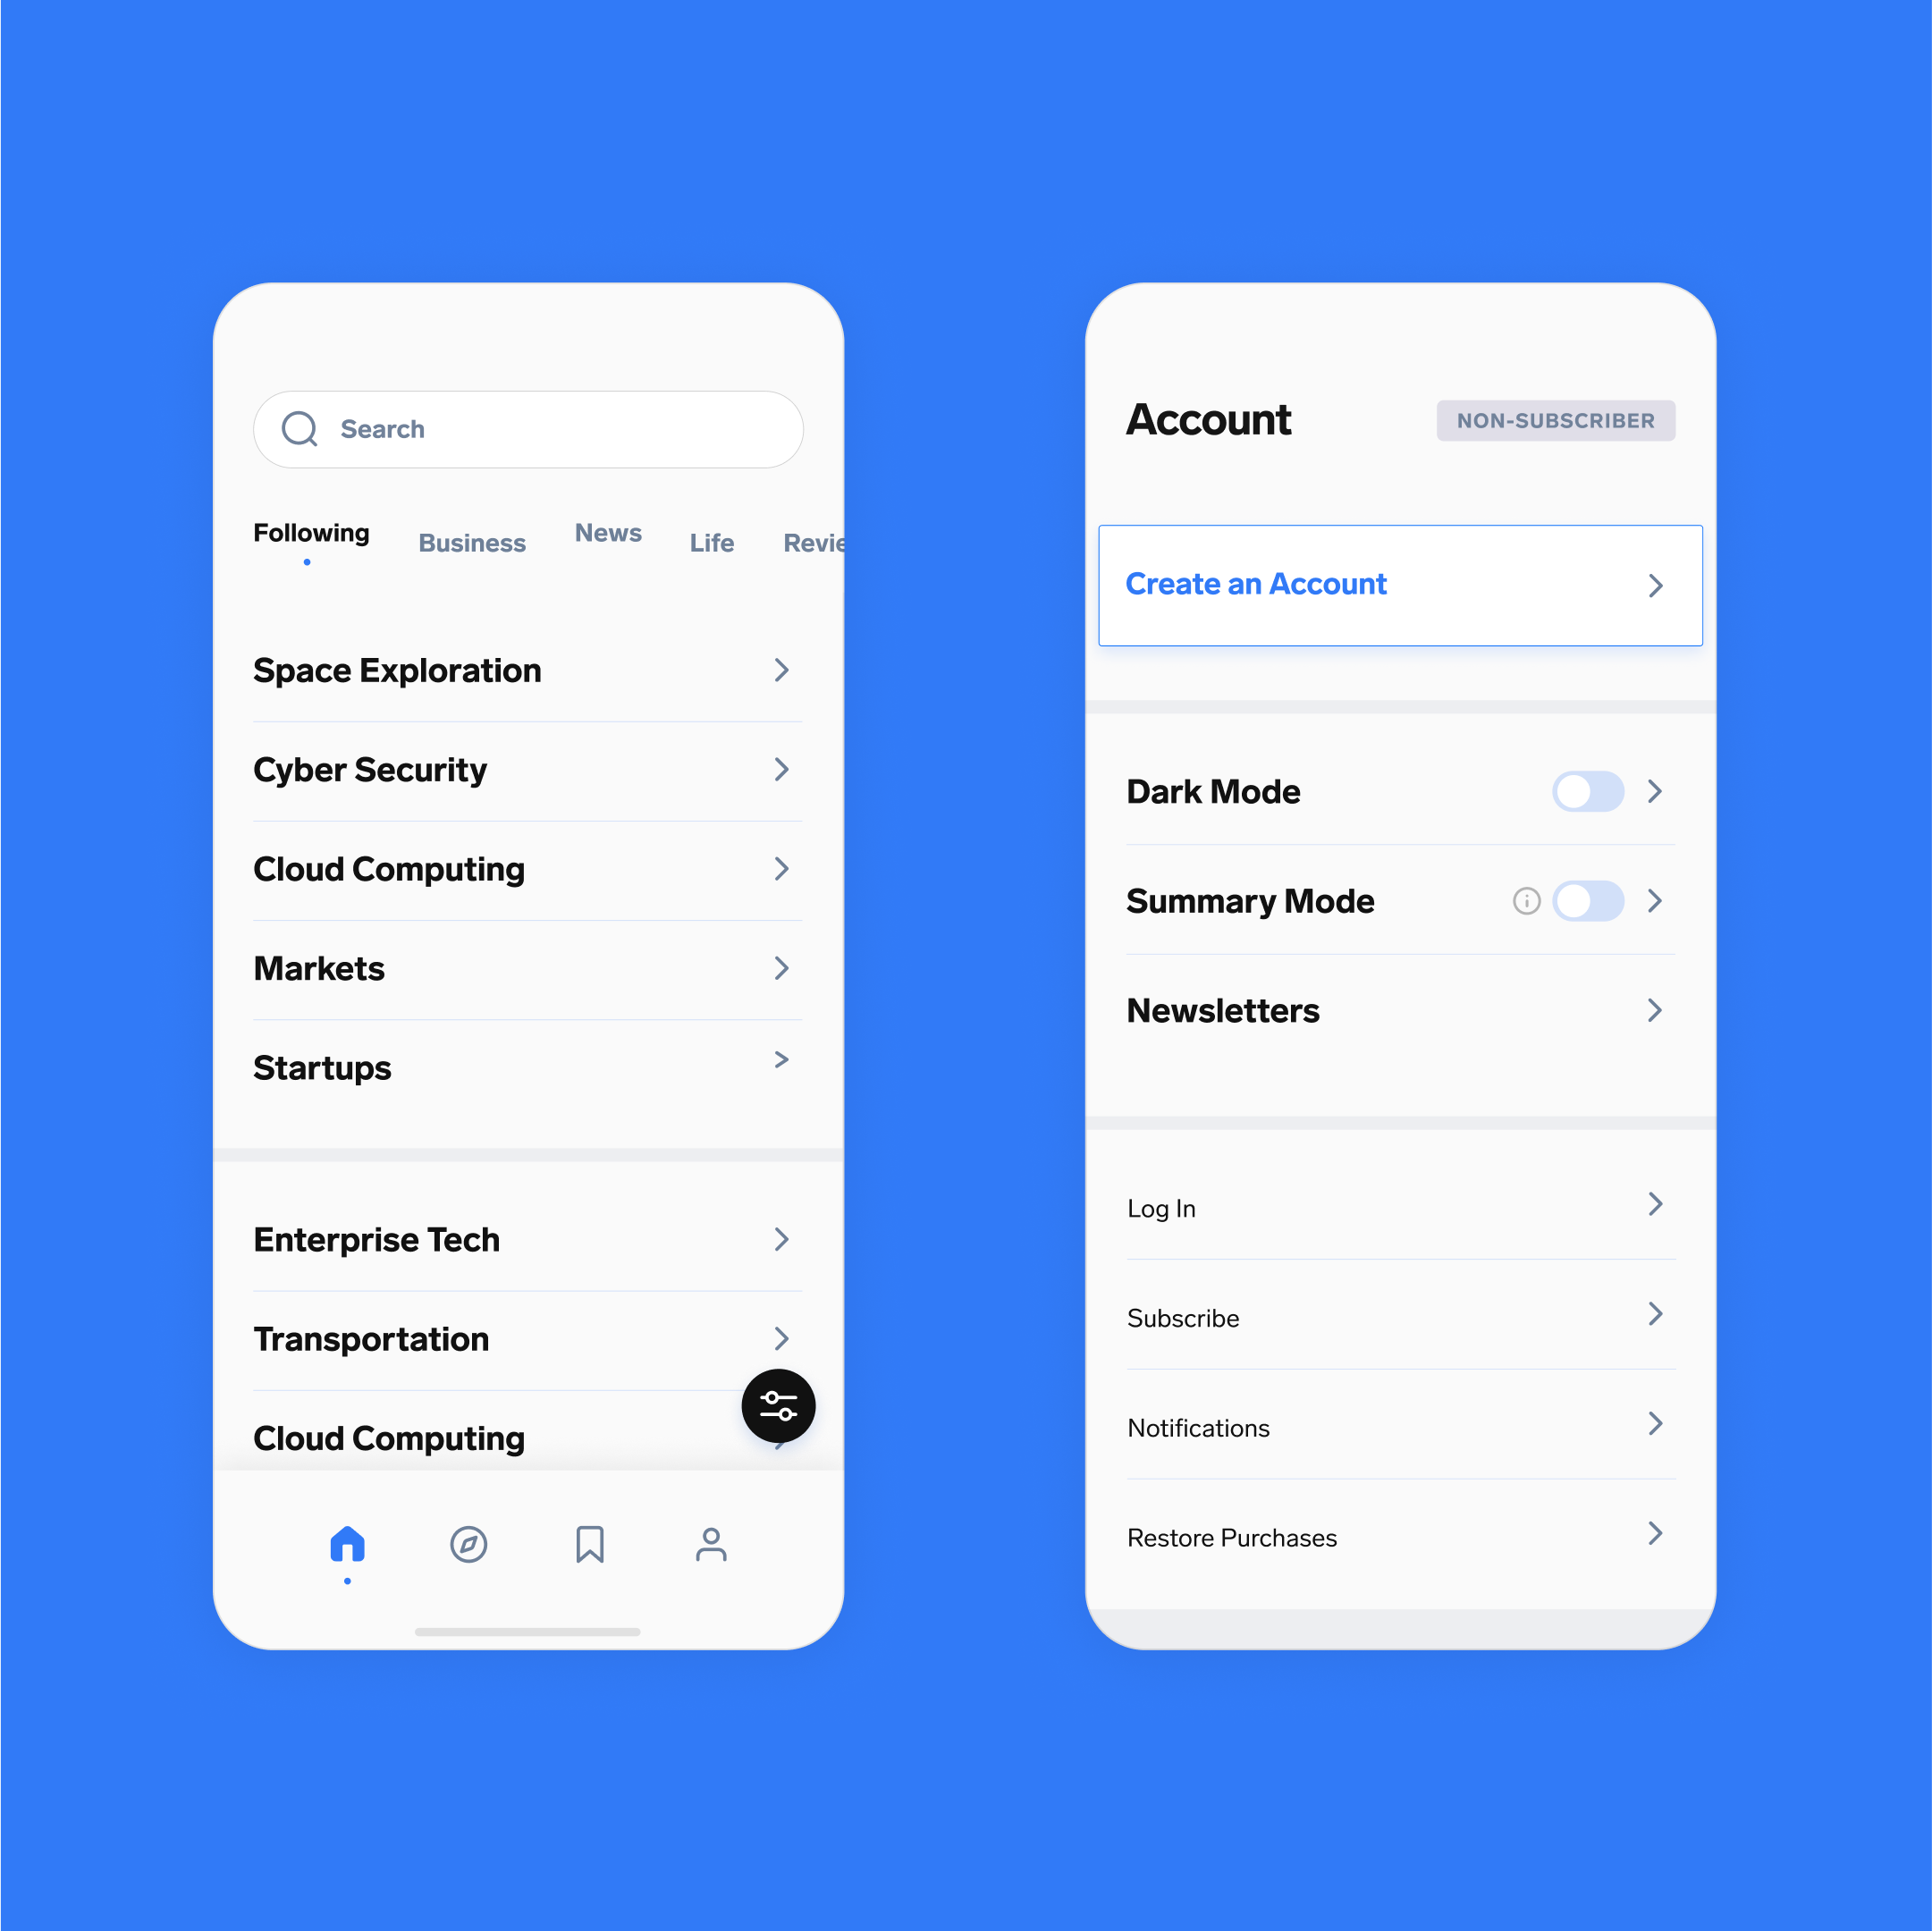 Search
Following Business News Life Revie
Space Exploration
Cyber Security
Cloud Computing
Markets
Startups
Enterprise Tech
Transportation
Cloud Computing
Account NON-SUBSCRIBER
Create an Account
Dark Mode
Summary Mode
Newsletters
Log In
Subscribe
Notifications
Restore Purchases